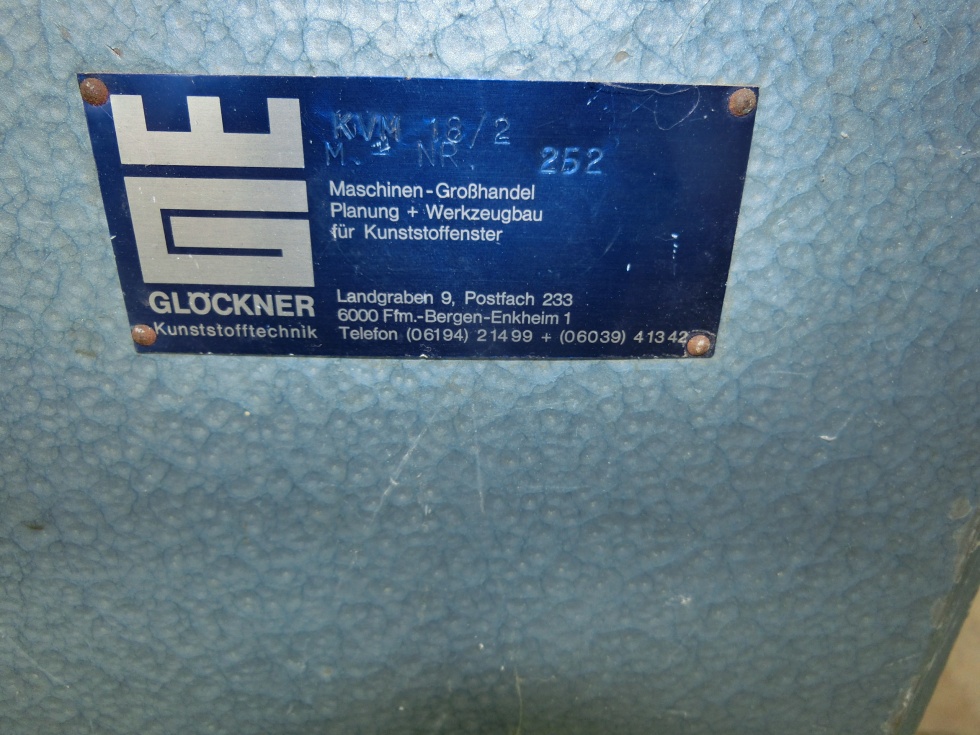 KVM 18/2
M. NR. 252
Maschinen-Großhandel
Planung + Werkzeugbau
für Kunststoffenster
GLÖCKNER
Kunststofftechnik
Landgraben 9, Postfach 233
6000 Ffm.-Bergen-Enkheim 1
Telefon (06194) 21499 + (06039) 41342